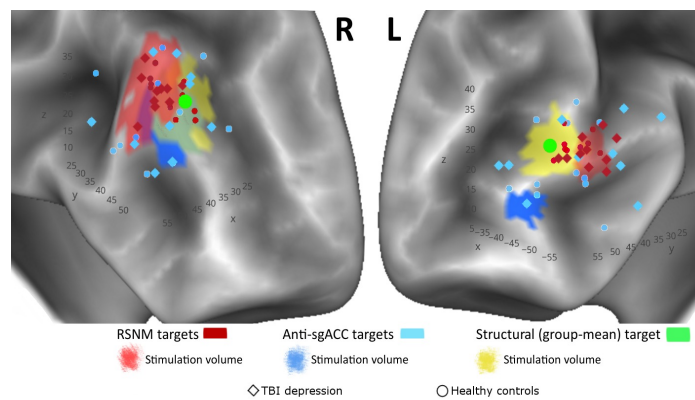 R L
35
z
20
15
10
25
30
35
y
40
45
50
55
45
40
35
30
25
x
40
35
30
25
z
20
15
10
5
-35
-40
-45
-50
-55
x
55
50
45
40
35
30
25
y
RSNM targets
Anti-sgACC targets
Structural (group-mean) target
Stimulation volume
Stimulation volume
Stimulation volume
TBI depression
Healthy controls